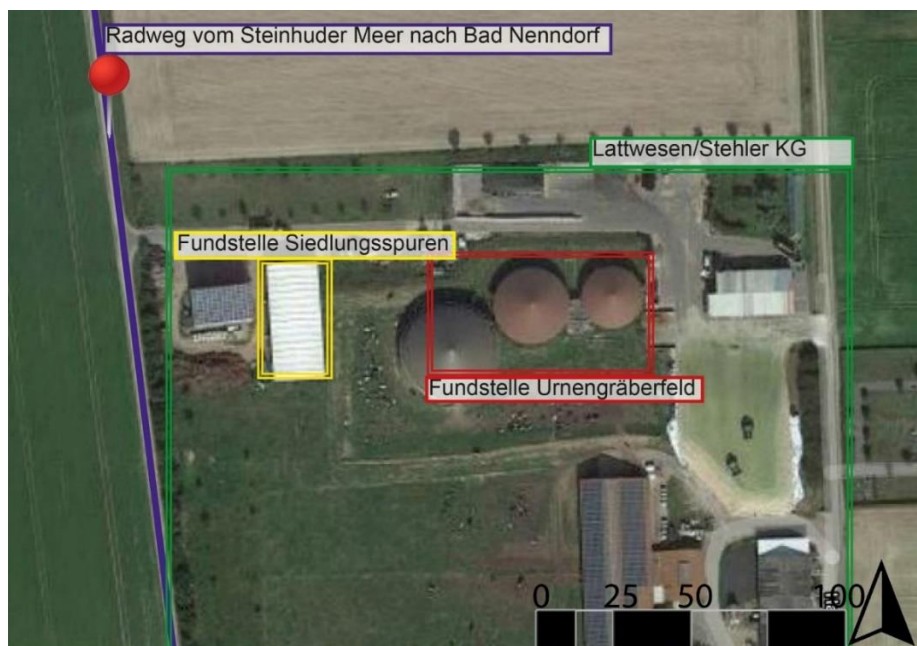 Radweg vom Steinhuder Meer nach Bad Nenndorf
Lattwesen/Stehler KG
Fundstelle Siedlungsspuren
Fundstelle Urnengräberfeld
0 25 50 100